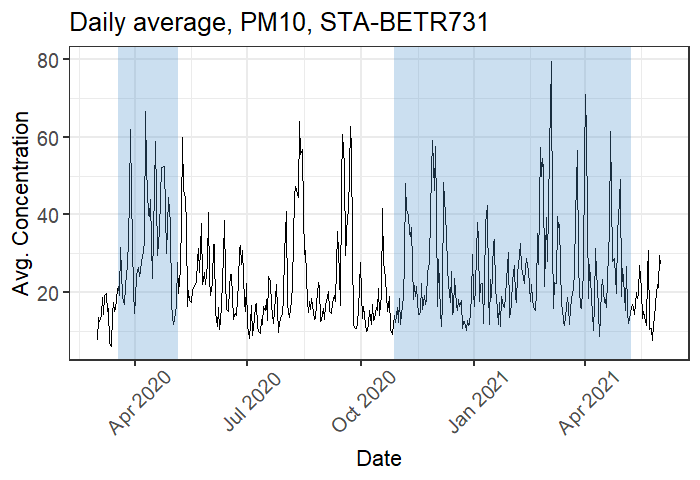 Daily average, PM10, STA-BETR731
Avg. Concentration
80
60
40
20
Apr 2020
Jul 2020
Oct 2020
Jan 2021
Apr 2021
Date